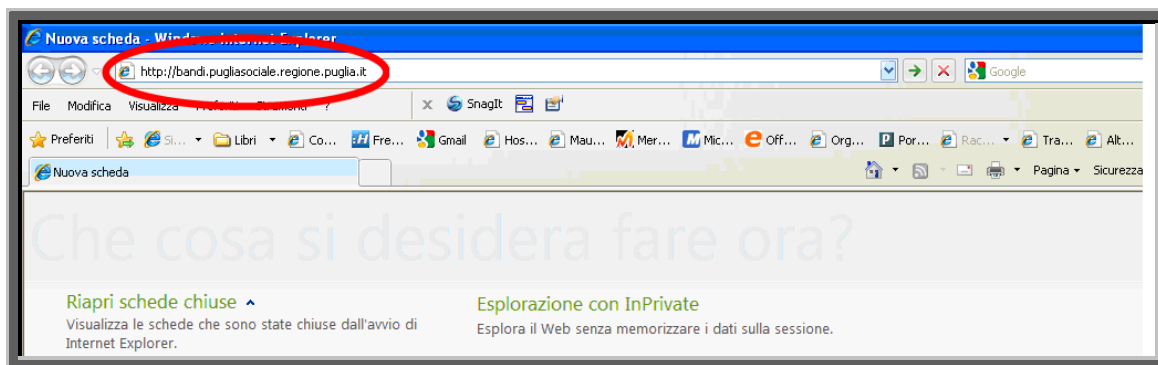 Nuova scheda - Windows Internet Explorer
http://bandi.pugliasociale.regione.puglia.it
Google
File Modifica Visualizza Preferiti Strumenti ?
x SnagIt
Preferiti Si... Libri Co... Fre... Gmail Hos... Mau... Mer... Mic... Off... Org... Por... Rac... Tra... Alt...
Nuova scheda
Pagina Sicurezza
Che cosa si desidera fare ora?
Riapri schede chiuse
Visualizza le schede che sono state chiuse dall'avvio di
Internet Explorer.
Esplorazione con InPrivate
Esplora il Web senza memorizzare i dati sulla sessione.